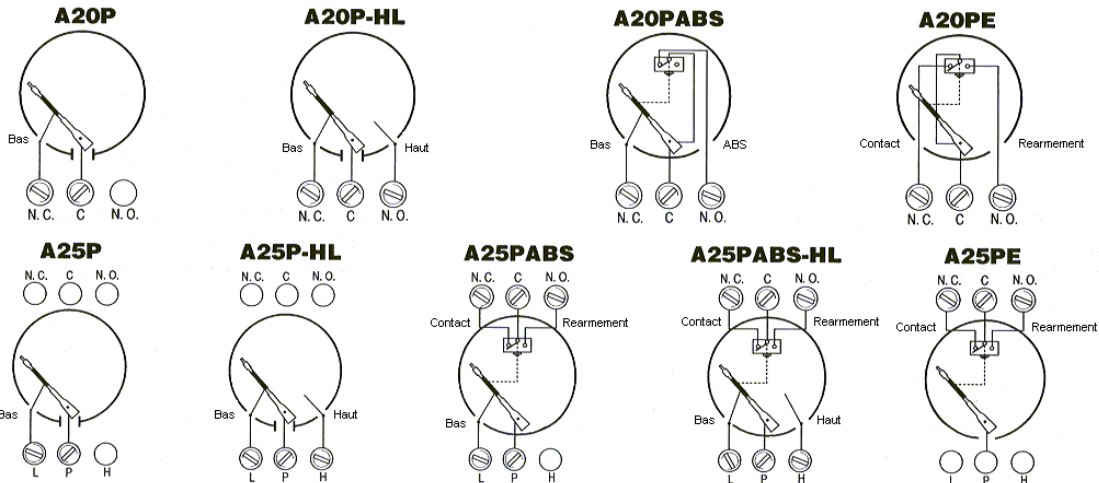 A20P A20P-HL A20PABS A20PE
Bas Bas Haut Bas ABS Contact Rearmement
N.C. C N.O. N.C. C N.O. N.C. C N.O. N.C. C N.O.
A25P A25P-HL A25PABS A25PABS-HL A25PE
N.C. C N.O. N.C. C N.O. N.C. C N.O. N.C. C N.O. N.C. C N.O.
Contact Rearmement Contact Rearmement Contact Rearmement
Bas Bas Haut Bas Bas Haut
L P H L P H L P H L P H L P H